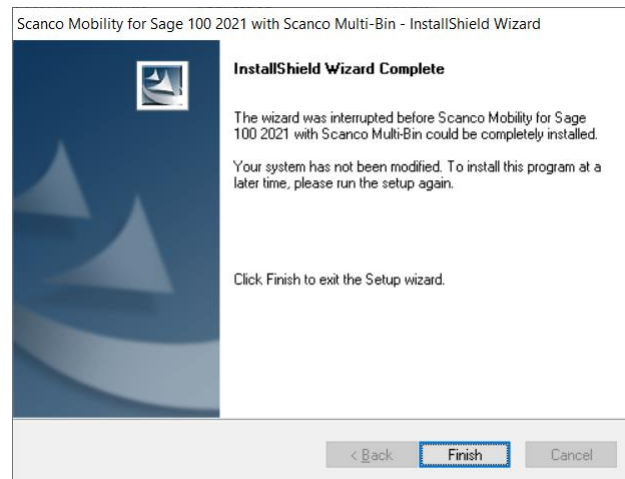 Scanco Mobility for Sage 100 2021 with Scanco Multi-Bin - InstallShield Wizard
InstallShield Wizard Complete
The wizard was interrupted before Scanco Mobility for Sage
100 2021 with Scanco Multi-Bin could be completely installed.
Your system has not been modified. To install this program at a
later time, please run the setup again.
Click Finish to exit the Setup wizard.
< Back Finish Cancel